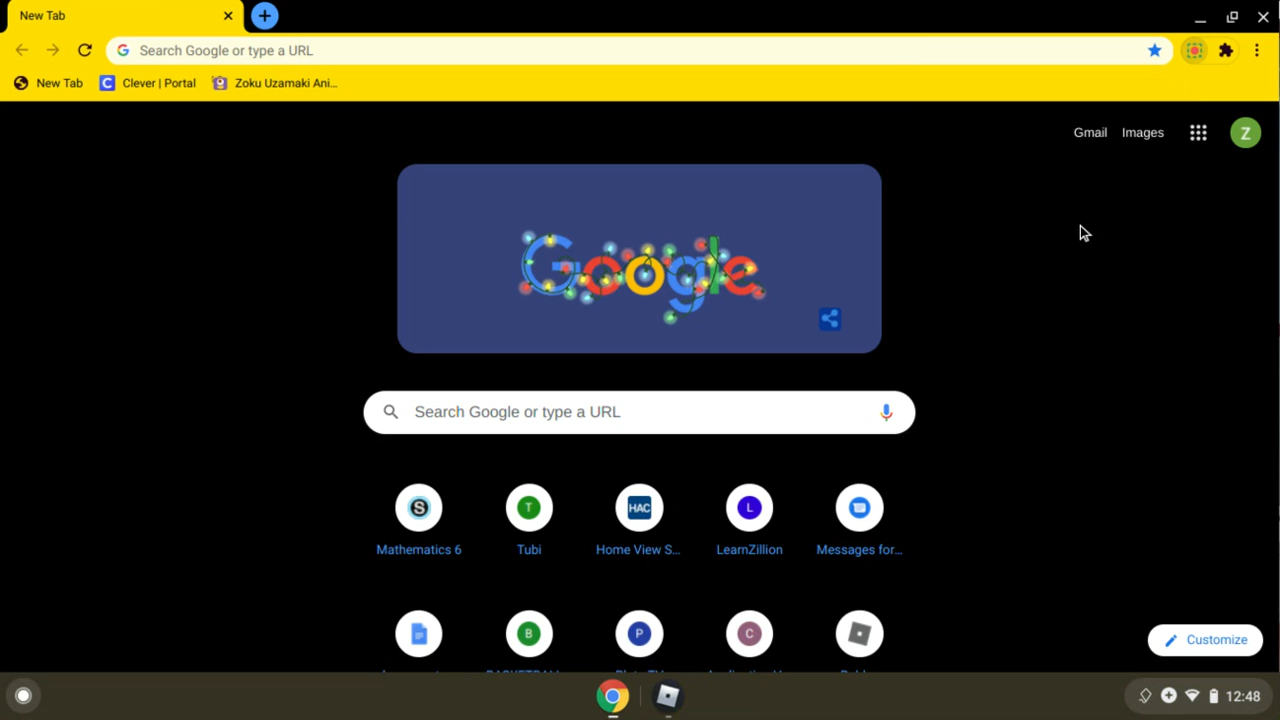 New Tab
Search Google or type a URL
New Tab
Clever | Portal
Zoku Uzamaki Ani...
Gmail
Images
Z
Google
Search Google or type a URL
S
T
HAC
L
Mathematics 6
Tubi
Home View S...
LearnZillion
Messages for...
B
P
C
Customize
12:48